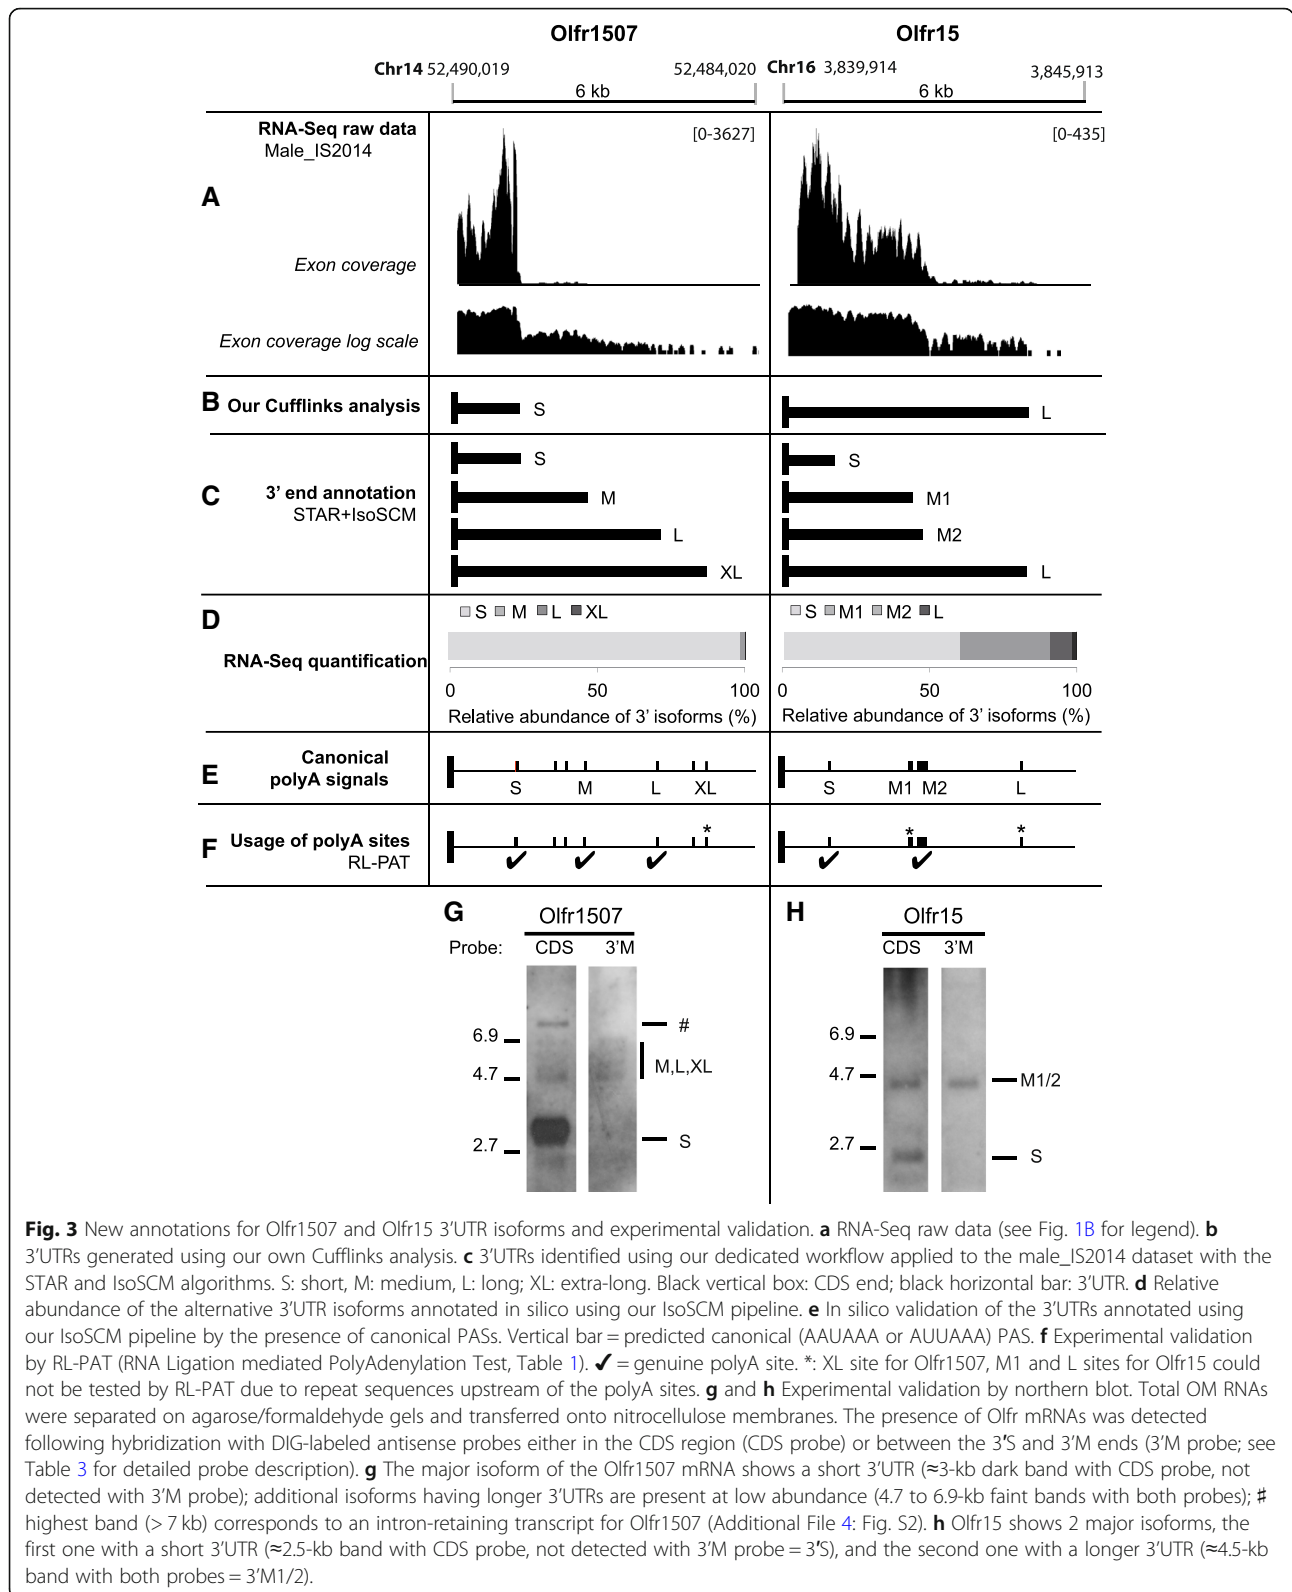 Olfr1507 Olfr15
Chr14 52,490,019 52,484,020 Chr16 3,839,914 3,845,913
6 kb 6 kb
RNA-Seq raw data
Male_IS2014
[0-3627] [0-435]
A
Exon coverage
Exon coverage log scale
B Our Cufflinks analysis S L
C 3' end annotation
STAR+IsoSCM
S S
M M1
L M2
XL L
D
S M L XL S M1 M2 L
RNA-Seq quantification
0 50 100 0 50 100
Relative abundance of 3' isoforms (%) Relative abundance of 3' isoforms (%)
E Canonical
polyA signals
S M L XL S M1 M2 L
F Usage of polyA sites
RL-PAT
* * *
✔ ✔ ✔ ✔ ✔
G Olfr1507 H Olfr15
Probe: CDS 3'M CDS 3'M
6.9 # 6.9
4.7 M,L,XL 4.7 M1/2
2.7 S 2.7 S
Fig. 3 New annotations for Olfr1507 and Olfr15 3'UTR isoforms and experimental validation. a RNA-Seq raw data (see Fig. 1B for legend). b
3'UTRs generated using our own Cufflinks analysis. c 3'UTRs identified using our dedicated workflow applied to the male_IS2014 dataset with the
STAR and IsoSCM algorithms. S: short, M: medium, L: long; XL: extra-long. Black vertical box: CDS end; black horizontal bar: 3'UTR. d Relative
abundance of the alternative 3'UTR isoforms annotated in silico using our IsoSCM pipeline. e In silico validation of the 3'UTRs annotated using
our IsoSCM pipeline by the presence of canonical PASs. Vertical bar = predicted canonical (AAUAAA or AUUAAA) PAS. f Experimental validation
by RL-PAT (RNA Ligation mediated PolyAdenylation Test, Table 1). ✔ = genuine polyA site. *: XL site for Olfr1507, M1 and L sites for Olfr15 could
not be tested by RL-PAT due to repeat sequences upstream of the polyA sites. g and h Experimental validation by northern blot. Total OM RNAs
were separated on agarose/formaldehyde gels and transferred onto nitrocellulose membranes. The presence of Olfr mRNAs was detected
following hybridization with DIG-labeled antisense probes either in the CDS region (CDS probe) or between the 3′S and 3'M ends (3'M probe; see
Table 3 for detailed probe description). g The major isoform of the Olfr1507 mRNA shows a short 3'UTR (≈3-kb dark band with CDS probe, not
detected with 3'M probe); additional isoforms having longer 3'UTRs are present at low abundance (4.7 to 6.9-kb faint bands with both probes); #
highest band (> 7 kb) corresponds to an intron-retaining transcript for Olfr1507 (Additional File 4: Fig. S2). h Olfr15 shows 2 major isoforms, the
first one with a short 3'UTR (≈2.5-kb band with CDS probe, not detected with 3'M probe = 3′S), and the second one with a longer 3'UTR (≈4.5-kb
band with both probes = 3'M1/2).